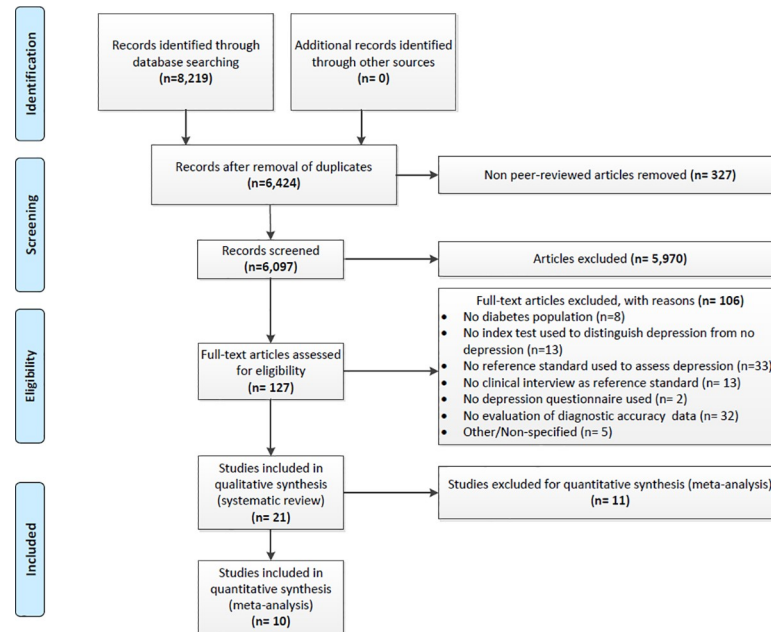 Identification
Records identified through
database searching
(n=8,219)
Additional records identified
through other sources
(n= 0)
Screening
Records after removal of duplicates
(n=6,424)
Non peer-reviewed articles removed (n= 327)
Records screened
(n=6,097)
Articles excluded (n= 5,970)
Eligibility
Full-text articles assessed
for eligibility
(n= 127)
Full-text articles excluded, with reasons (n= 106)
• No diabetes population (n=8)
• No index test used to distinguish depression from no
depression (n=13)
• No reference standard used to assess depression (n=33)
• No clinical interview as reference standard (n= 13)
• No depression questionnaire used (n= 2)
• No evaluation of diagnostic accuracy data (n= 32)
• Other/Non-specified (n= 5)
Included
Studies included in
qualitative synthesis
(systematic review)
(n= 21)
Studies excluded for quantitative synthesis (meta-analysis)
(n= 11)
Studies included in
quantitative synthesis
(meta-analysis)
(n= 10)